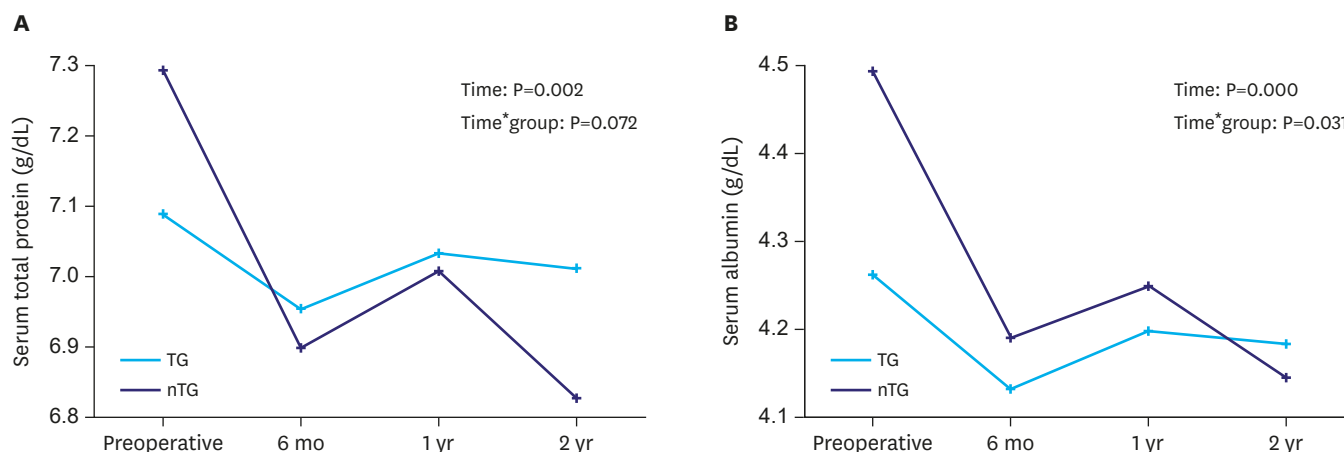 A
7.3
7.2
7.1
7.0
6.9
6.8
Serum total protein (g/dL)
Time: P=0.002
Time*group: P=0.072
TG
nTG
Preoperative 6 mo 1 yr 2 yr
B
4.5
4.4
4.3
4.2
4.1
Serum albumin (g/dL)
Time: P=0.000
Time*group:
TG
nTG
Preoperative 6 mo 1 yr 2 yr